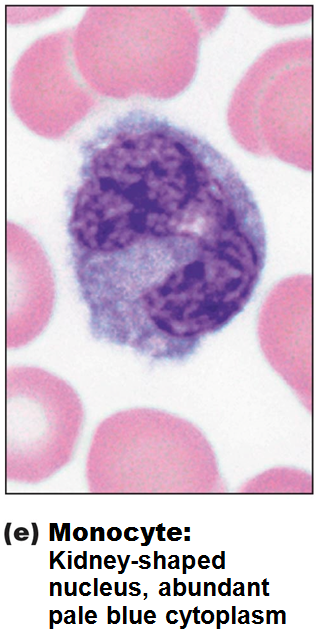 (e) Monocyte:
Kidney-shaped
nucleus, abundant
pale blue cytoplasm